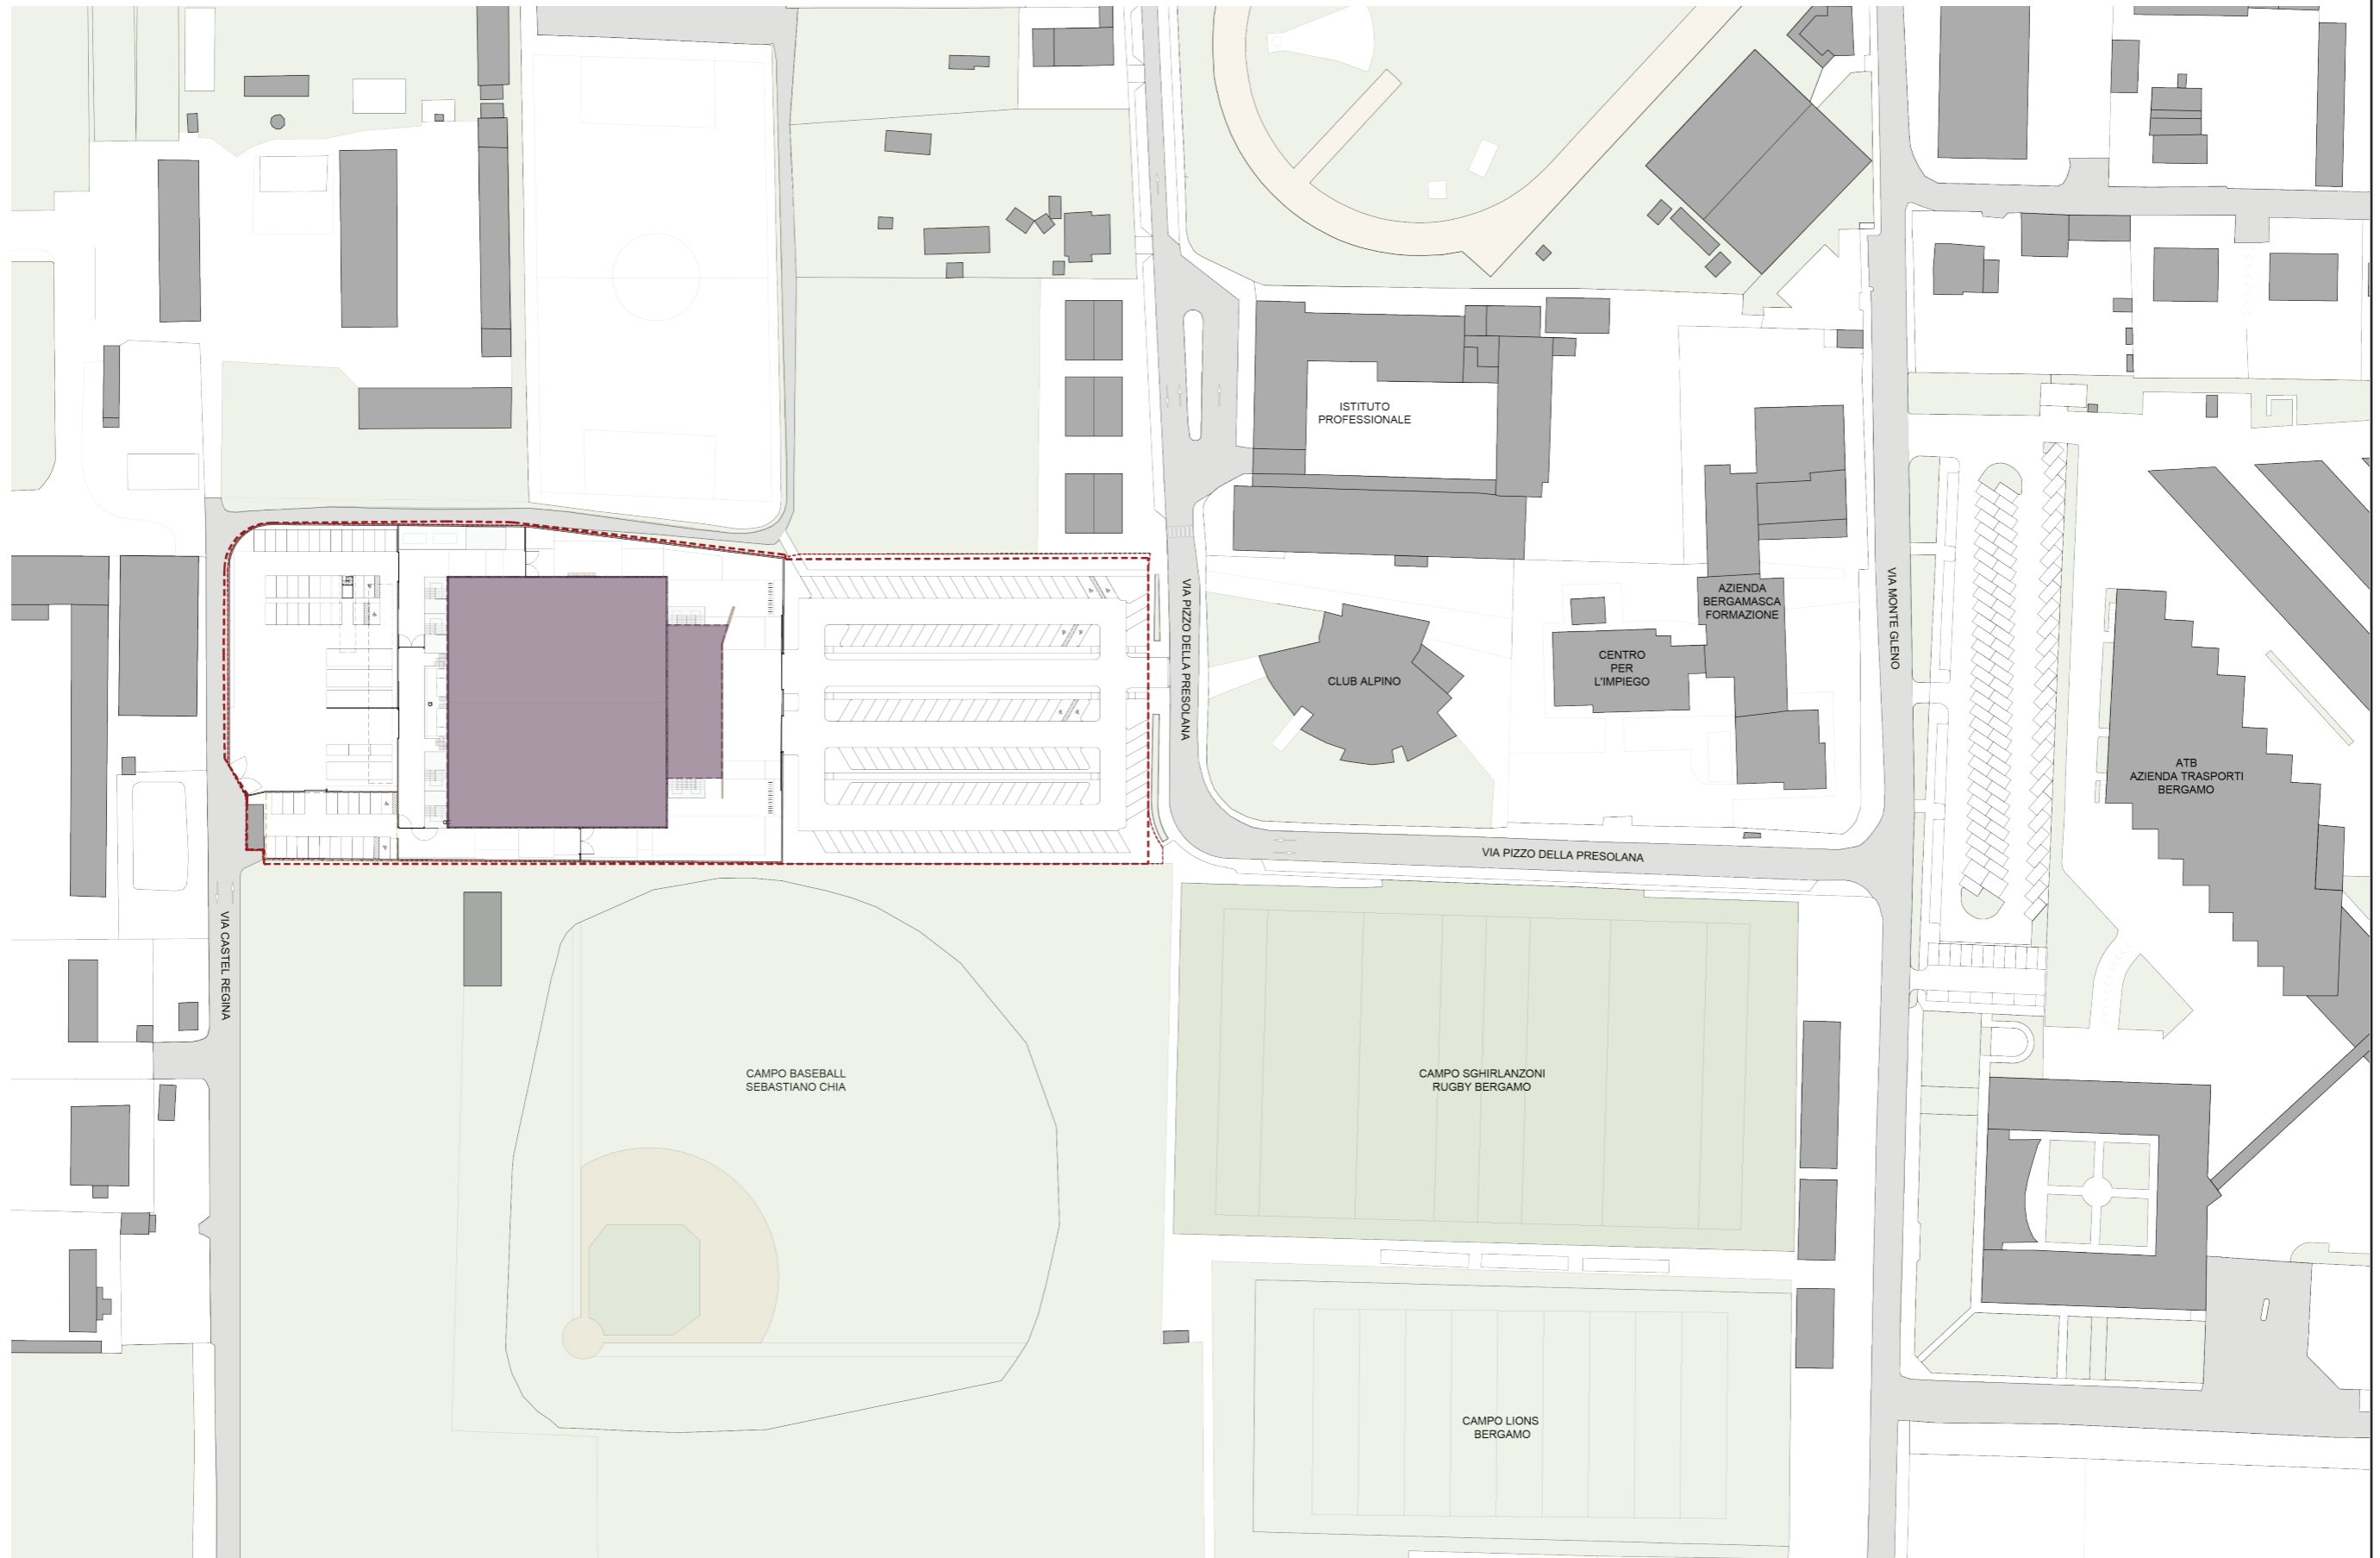 ISTITUTO
PROFESSIONALE
VIA PIZZO DELLA PRESOLANA
VIA MONTE GLENO
AZIENDA
BERGAMASCA
FORMAZIONE
CENTRO
PER
L'IMPIEGO
CLUB ALPINO
ATB
AZIENDA TRASPORTI
BERGAMO
VIA PIZZO DELLA PRESOLANA
VIA CASTEL REGINA
CAMPO BASEBALL
SEBASTIANO CHIA
CAMPO SGHIRLANZONI
RUGBY BERGAMO
CAMPO LIONS
BERGAMO